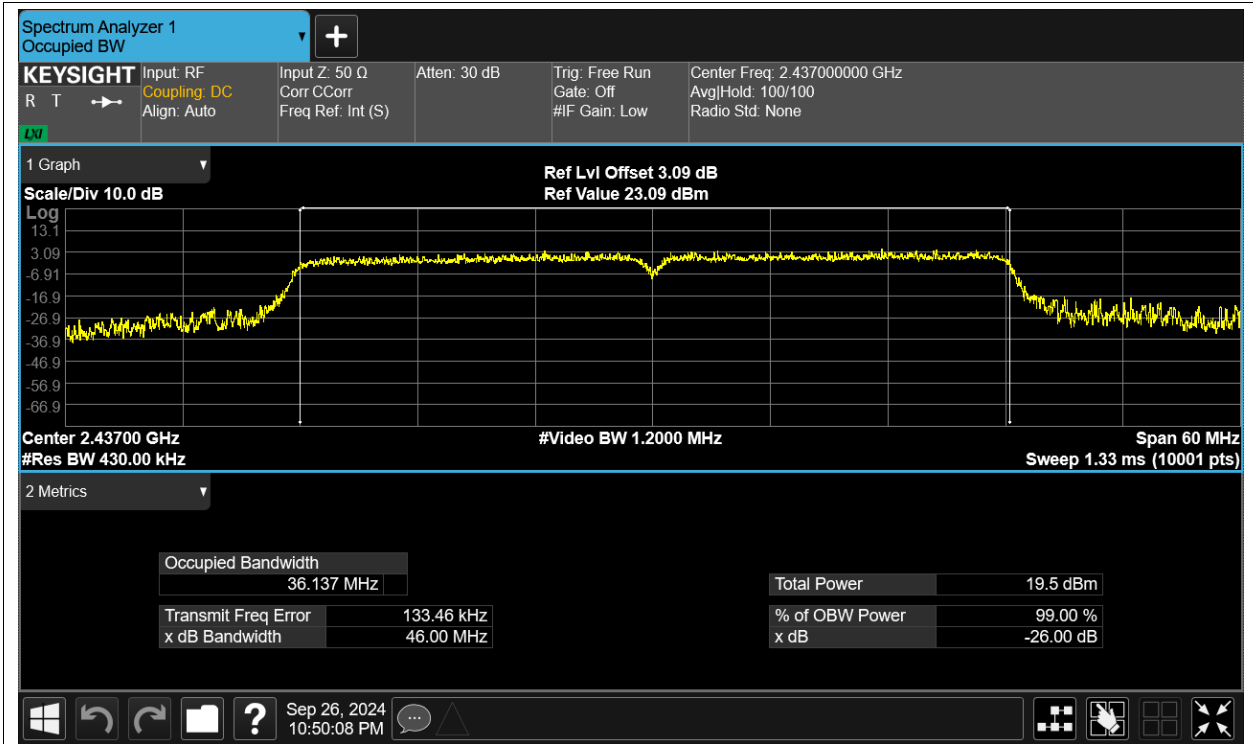 Spectrum Analyzer 1
Occupied BW
KEYSIGHT
R T
LXI
Input: RF
Coupling: DC
Align: Auto
Input Z: 50 Ω
Corr CCorr
Freq Ref: Int (S)
Atten: 30 dB
Trig: Free Run
Gate: Off
#IF Gain: Low
Center Freq: 2.437000000 GHz
Avg|Hold: 100/100
Radio Std: None
1 Graph
Scale/Div 10.0 dB
Ref Lvl Offset 3.09 dB
Ref Value 23.09 dBm
Log
13.1
3.09
-6.91
-16.9
-26.9
-36.9
-46.9
-56.9
-66.9
Center 2.43700 GHz
#Video BW 1.2000 MHz
Span 60 MHz
#Res BW 430.00 kHz
Sweep 1.33 ms (10001 pts)
2 Metrics
Occupied Bandwidth
36.137 MHz
Transmit Freq Error 133.46 kHz
x dB Bandwidth 46.00 MHz
Total Power 19.5 dBm
% of OBW Power 99.00 %
x dB -26.00 dB
Sep 26, 2024
10:50:08 PM